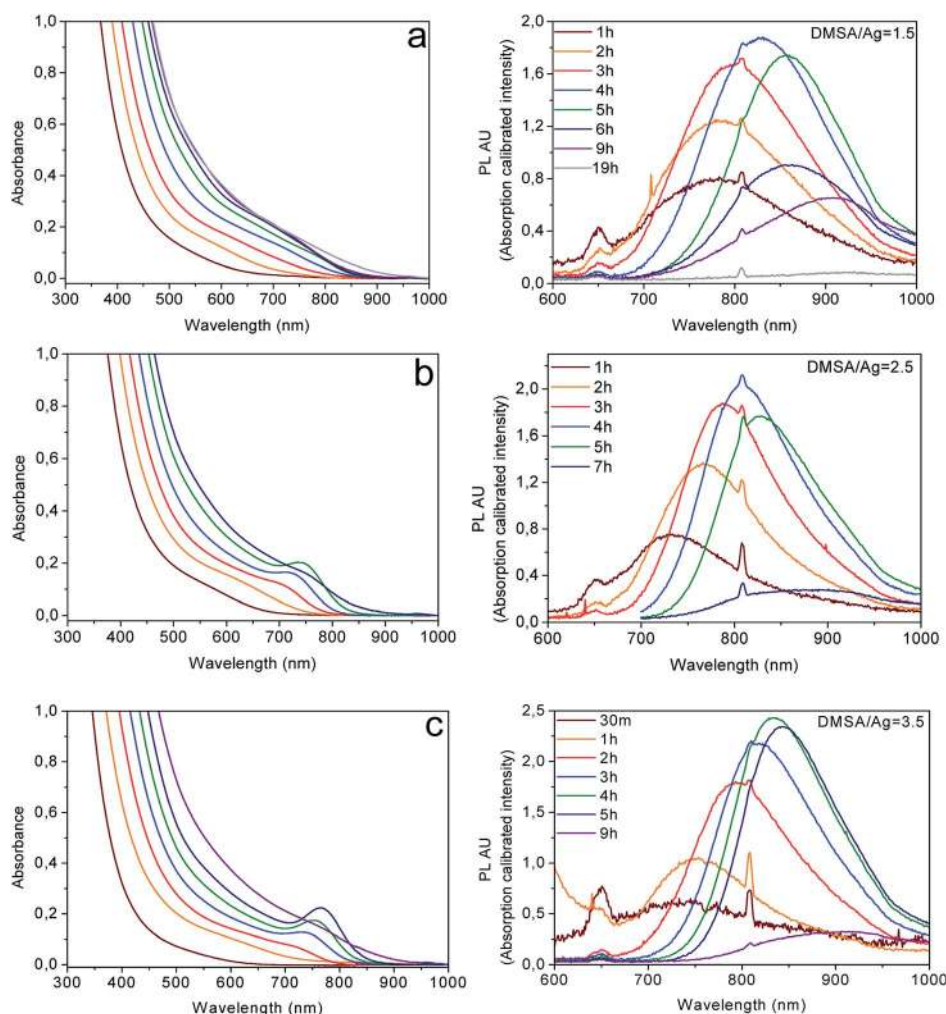 a
1,0
0,8
0,6
0,4
0,2
0,0
Absorbance
300 400 500 600 700 800 900 1000
Wavelength (nm)
DMSA/Ag=1.5
1h
2h
3h
4h
5h
6h
9h
19h
2,0
1,6
1,2
0,8
0,4
0,0
PL AU
(Absorption calibrated intensity)
600 700 800 900 1000
Wavelength (nm)
b
1,0
0,8
0,6
0,4
0,2
0,0
Absorbance
300 400 500 600 700 800 900 1000
Wavelength (nm)
DMSA/Ag=2.5
1h
2h
3h
4h
5h
7h
2,0
1,6
1,2
0,8
0,4
0,0
PL AU
(Absorption calibrated intensity)
600 700 800 900 1000
Wavelength (nm)
c
1,0
0,8
0,6
0,4
0,2
0,0
Absorbance
300 400 500 600 700 800 900 1000
Wavelength (nm)
DMSA/Ag=3.5
30m
1h
2h
3h
4h
5h
9h
2,5
2,0
1,5
1,0
0,5
0,0
PL AU
(Absorption calibrated intensity)
600 700 800 900 1000
Wavelength (nm)